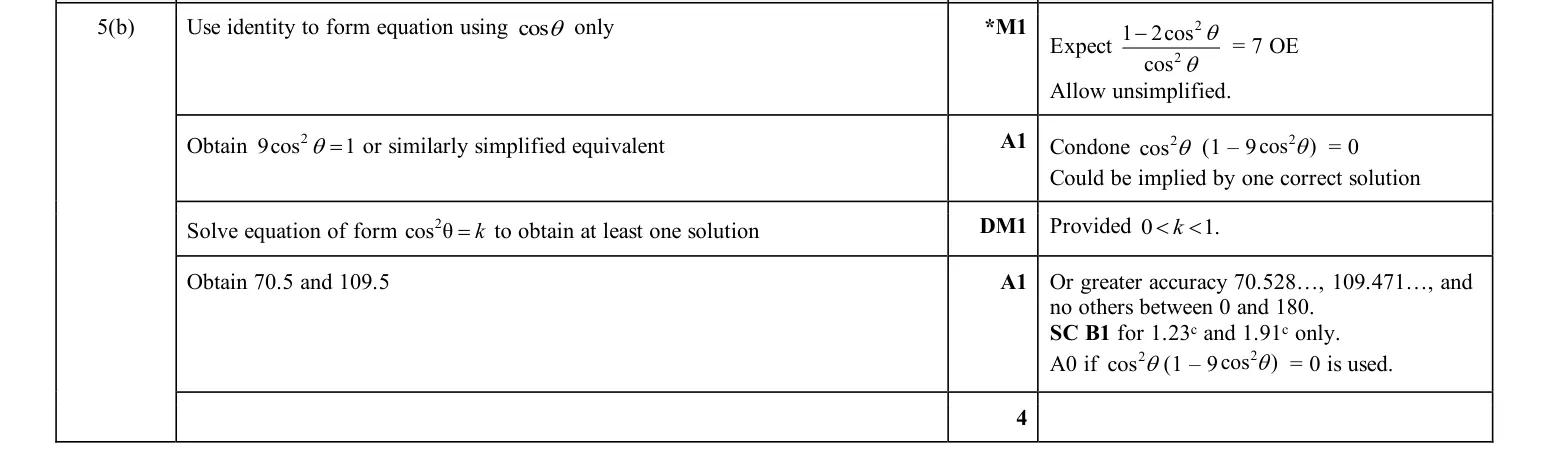 5(b) Use identity to form equation using cosθ only *M1 Expect (1 − 2cos²θ)/(cos²θ) = 7 OE
Allow unsimplified.
Obtain 9cos²θ = 1 or similarly simplified equivalent A1 Condone cos²θ (1 – 9cos²θ) = 0
Could be implied by one correct solution
Solve equation of form cos²θ = k to obtain at least one solution DM1 Provided 0 < k < 1.
Obtain 70.5 and 109.5 A1 Or greater accuracy 70.528…, 109.471…, and
no others between 0 and 180.
SC B1 for 1.23ᶜ and 1.91ᶜ only.
A0 if cos²θ (1 – 9cos²θ) = 0 is used.
4